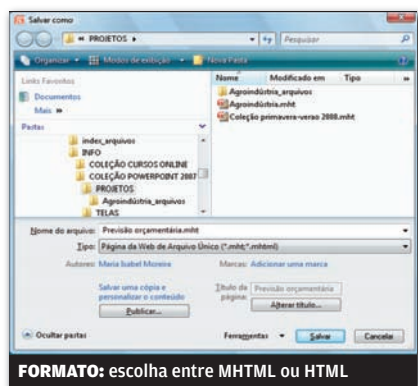 Salvar como
PROJETOS
Pesquisar
Organizar
Modos de exibição
Nova Pasta
Links Favoritos
Documentos
Mais »
Pastas
index_arquivos
INFO
COLEÇÃO CURSOS ONLINE
COLEÇÃO POWERPOINT 2007
PROJETOS
Agroindústria_arquivos
TELAS
Nome Modificado em Tipo »
Agroindústria_arquivos
Agroindústria.mht
Coleção primavera-verao 2008.mht
Nome do arquivo: Previsão orçamentária.mht
Tipo: Página da Web de Arquivo Único (*.mht;*.mhtml)
Autores: Maria Isabel Moreira
Marcas: Adicionar uma marca
Salvar uma cópia e
personalizar o conteúdo
Publicar...
Título da
página:
Previsão orçamentária
Alterar título...
Ocultar pastas
Ferramentas
Salvar
Cancelar
FORMATO: escolha entre MHTML ou HTML